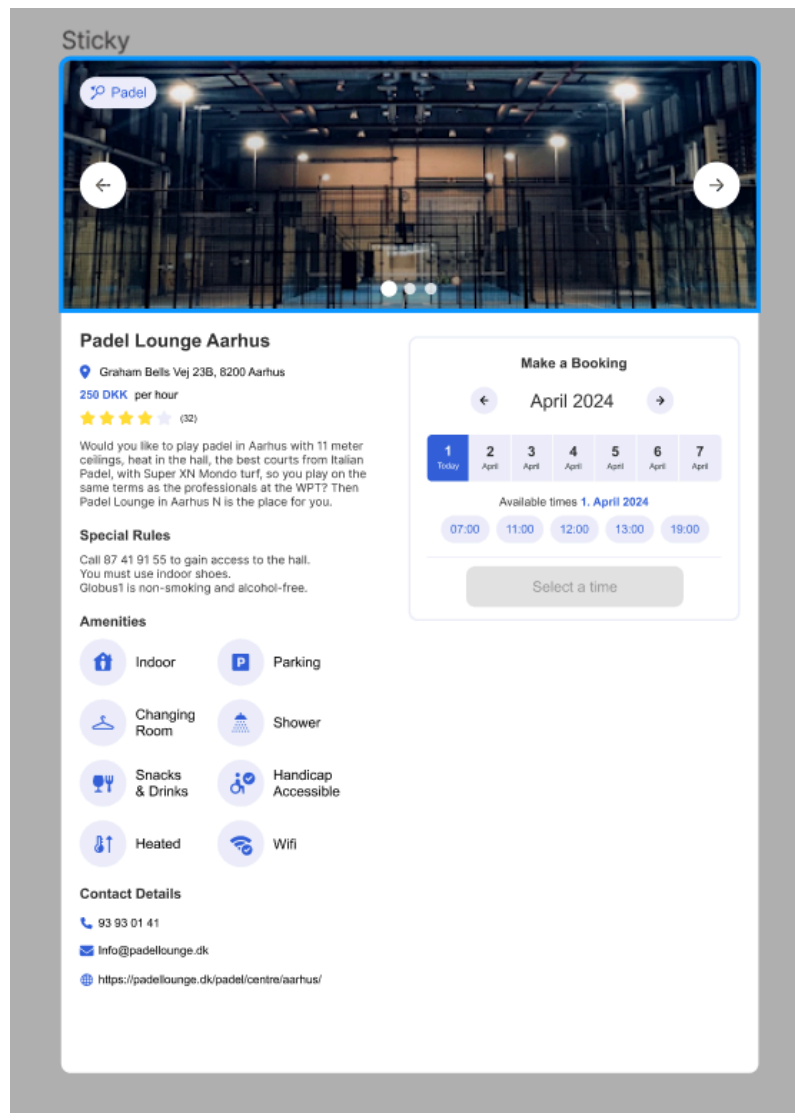 Sticky
Padel
Padel Lounge Aarhus
Graham Bells Vej 23B, 8200 Aarhus
250 DKK per hour
(32)
Would you like to play padel in Aarhus with 11 meter
ceilings, heat in the hall, the best courts from Italian
Padel, with Super XN Mondo turf, so you play on the
same terms as the professionals at the WPT? Then
Padel Lounge in Aarhus N is the place for you.
Special Rules
Call 87 41 91 55 to gain access to the hall.
You must use indoor shoes.
Globus1 is non-smoking and alcohol-free.
Amenities
Indoor
P
Parking
Changing
Room
Shower
Snacks
& Drinks
Handicap
Accessible
Heated
Wifi
Contact Details
93 93 01 41
Info@padellounge.dk
https://padellounge.dk/padel/centre/aarhus/
Make a Booking
April 2024
1 2 3 4 5 6 7
Today April April April April April April
Available times 1. April 2024
07:00 11:00 12:00 13:00 19:00
Select a time